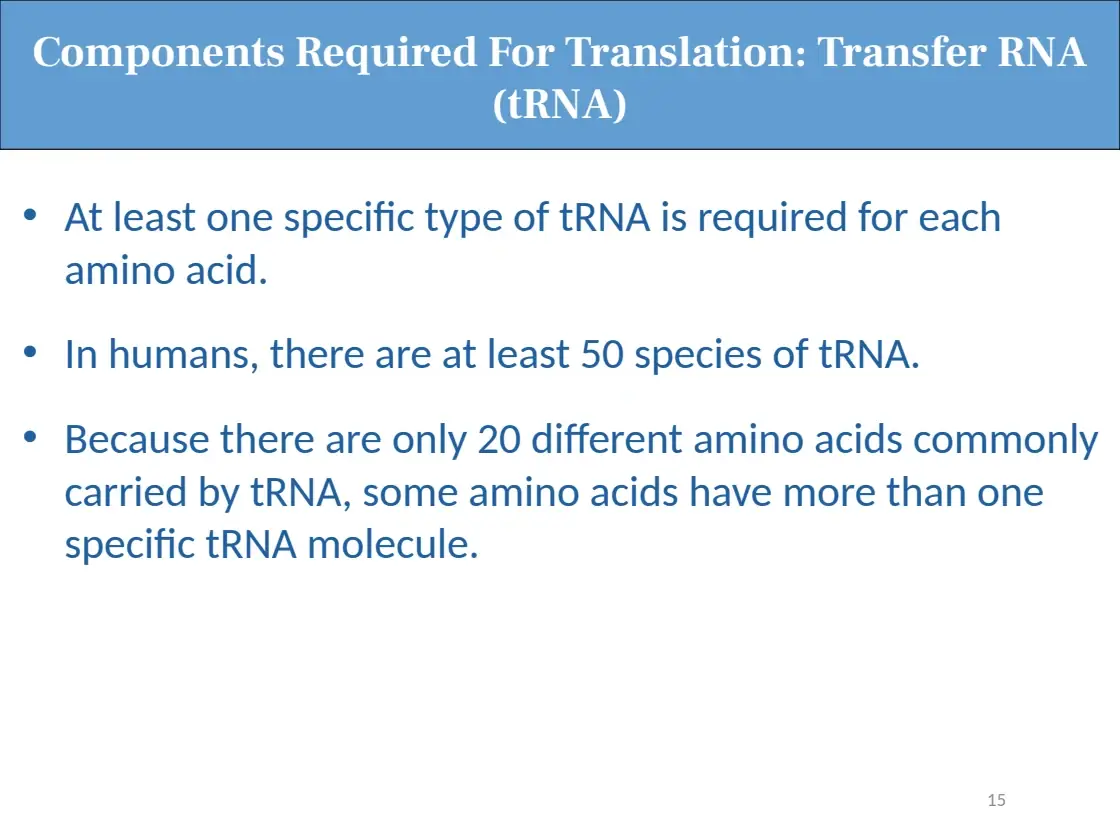 Components Required For Translation: Transfer RNA
(tRNA)
• At least one specific type of tRNA is required for each
amino acid.
• In humans, there are at least 50 species of tRNA.
• Because there are only 20 different amino acids commonly
carried by tRNA, some amino acids have more than one
specific tRNA molecule.
15